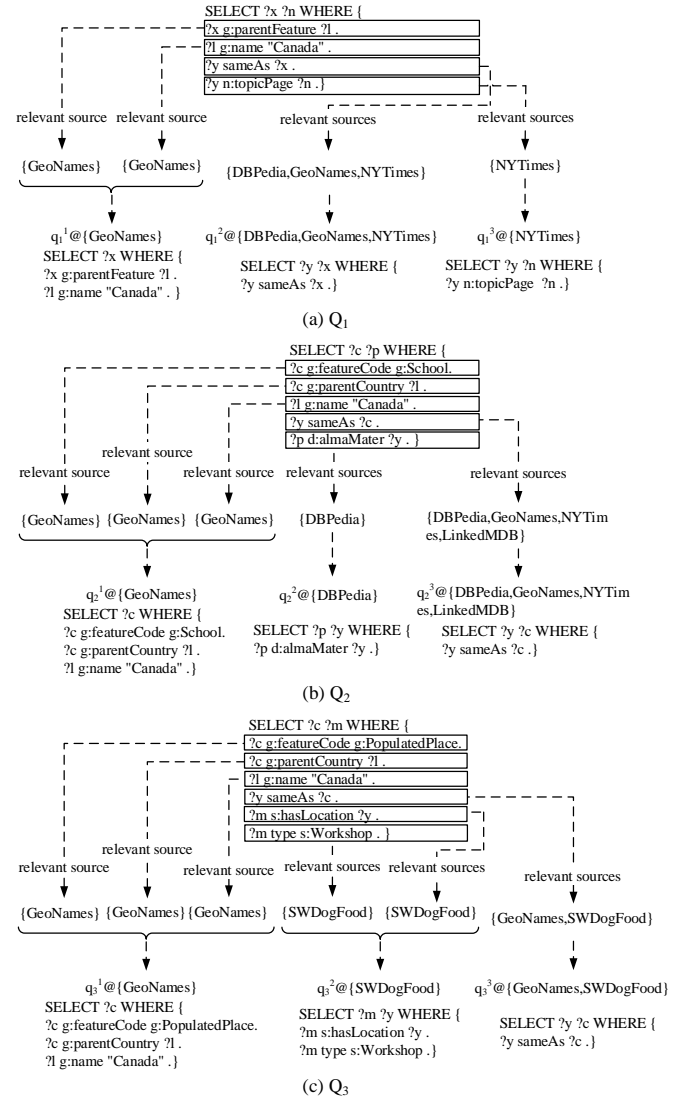 SELECT ?x ?n WHERE {
?x g:parentFeature ?l .
?l g:name "Canada" .
?y sameAs ?x .
?y n:topicPage ?n .}
relevant source
relevant source
relevant sources
relevant sources
{GeoNames}
{GeoNames}
{DBPedia,GeoNames,NYTimes}
{NYTimes}
q₁¹@{GeoNames}
SELECT ?x WHERE {
?x g:parentFeature ?l .
?l g:name "Canada" . }
q₁²@{DBPedia,GeoNames,NYTimes}
SELECT ?y ?x WHERE {
?y sameAs ?x .}
q₁³@{NYTimes}
SELECT ?y ?n WHERE {
?y n:topicPage ?n .}
(a) Q₁
SELECT ?c ?p WHERE {
?c g:featureCode g:School.
?c g:parentCountry ?l .
?l g:name "Canada" .
?y sameAs ?c .
?p d:almaMater ?y . }
relevant source
relevant source
relevant source
relevant sources
relevant sources
{GeoNames}
{GeoNames}
{GeoNames}
{DBPedia}
{DBPedia,GeoNames,NYTim
es,LinkedMDB}
q₂¹@{GeoNames}
SELECT ?c WHERE {
?c g:featureCode g:School.
?c g:parentCountry ?l .
?l g:name "Canada" .}
q₂²@{DBPedia}
SELECT ?p ?y WHERE {
?p d:almaMater ?y .}
q₂³@{DBPedia,GeoNames,NYTim
es,LinkedMDB}
SELECT ?y ?c WHERE {
?y sameAs ?c .}
(b) Q₂
SELECT ?c ?m WHERE {
?c g:featureCode g:PopulatedPlace.
?c g:parentCountry ?l .
?l g:name "Canada" .
?y sameAs ?c .
?m s:hasLocation ?y .
?m type s:Workshop . }
relevant source
relevant source
relevant source
relevant sources
relevant sources
relevant sources
{GeoNames}
{GeoNames}
{GeoNames}
{SWDogFood}
{SWDogFood}
{GeoNames,SWDogFood}
q₃¹@{GeoNames}
SELECT ?c WHERE {
?c g:featureCode g:PopulatedPlace.
?c g:parentCountry ?l .
?l g:name "Canada" .}
q₃²@{SWDogFood}
SELECT ?m ?y WHERE {
?m s:hasLocation ?y .
?m type s:Workshop .}
q₃³@{GeoNames,SWDogFood}
SELECT ?y ?c WHERE {
?y sameAs ?c .}
(c) Q₃